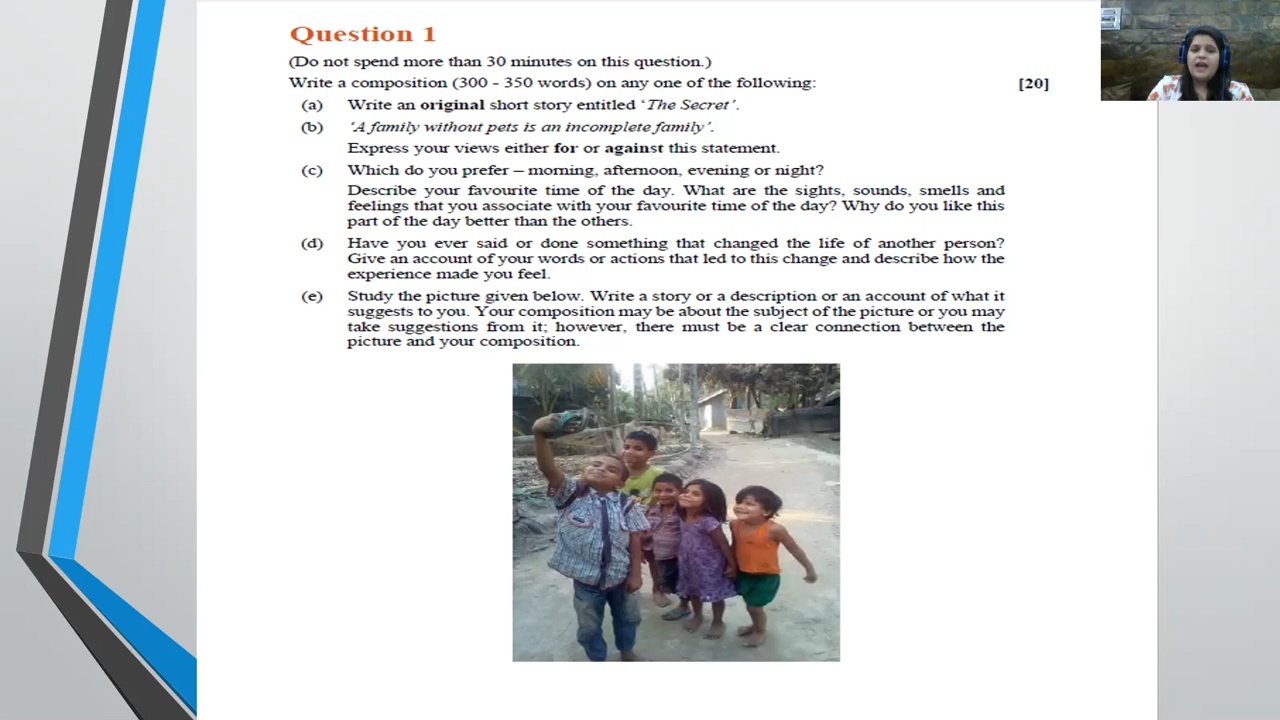 Question 1
(Do not spend more than 30 minutes on this question.)
Write a composition (300 - 350 words) on any one of the following: [20]
(a) Write an original short story entitled ‘The Secret’.
(b) ‘A family without pets is an incomplete family’.
Express your views either for or against this statement.
(c) Which do you prefer – morning, afternoon, evening or night?
Describe your favourite time of the day. What are the sights, sounds, smells and
feelings that you associate with your favourite time of the day? Why do you like this
part of the day better than the others.
(d) Have you ever said or done something that changed the life of another person?
Give an account of your words or actions that led to this change and describe how the
experience made you feel.
(e) Study the picture given below. Write a story or a description or an account of what it
suggests to you. Your composition may be about the subject of the picture or you may
take suggestions from it; however, there must be a clear connection between the
picture and your composition.